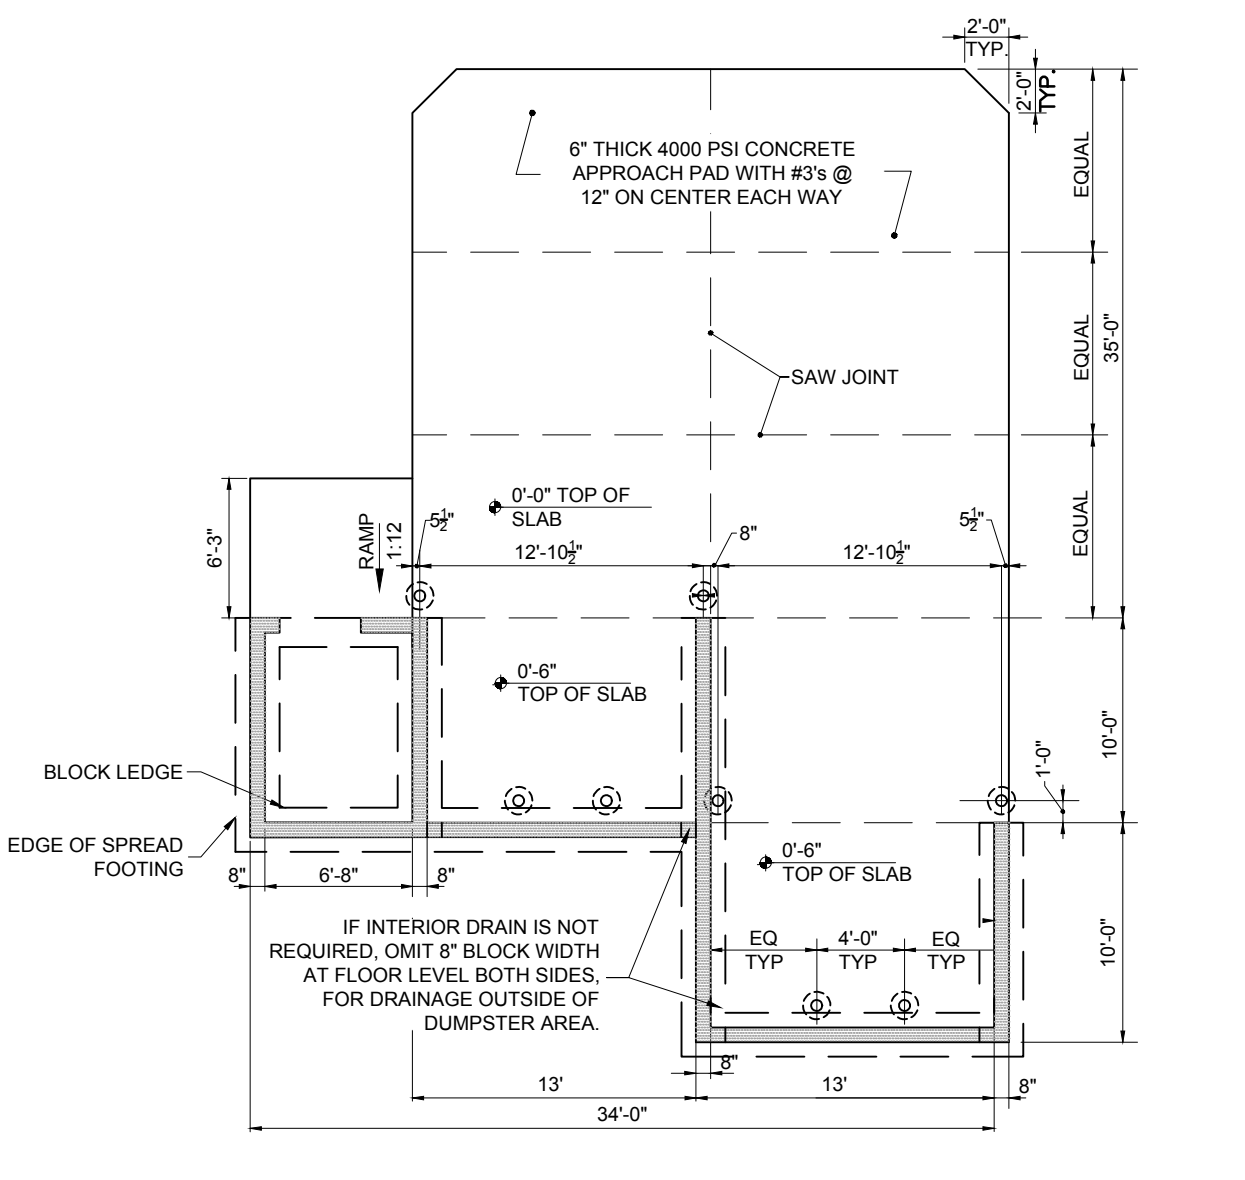 2'-0"
TYP.
2'-0"
TYP.
6" THICK 4000 PSI CONCRETE
APPROACH PAD WITH #3's @
12" ON CENTER EACH WAY
EQUAL
SAW JOINT
EQUAL
35'-0"
0'-0" TOP OF
SLAB
EQUAL
6'-3"
RAMP
1:12
5½"
12'-10½"
8"
12'-10½"
5½"
0'-6"
TOP OF SLAB
10'-0"
1'-0"
BLOCK LEDGE
EDGE OF SPREAD
FOOTING
8"
6'-8"
8"
0'-6"
TOP OF SLAB
IF INTERIOR DRAIN IS NOT
REQUIRED, OMIT 8" BLOCK WIDTH
AT FLOOR LEVEL BOTH SIDES,
FOR DRAINAGE OUTSIDE OF
DUMPSTER AREA.
EQ
TYP
4'-0"
TYP
EQ
TYP
10'-0"
8"
13'
13'
8"
34'-0"